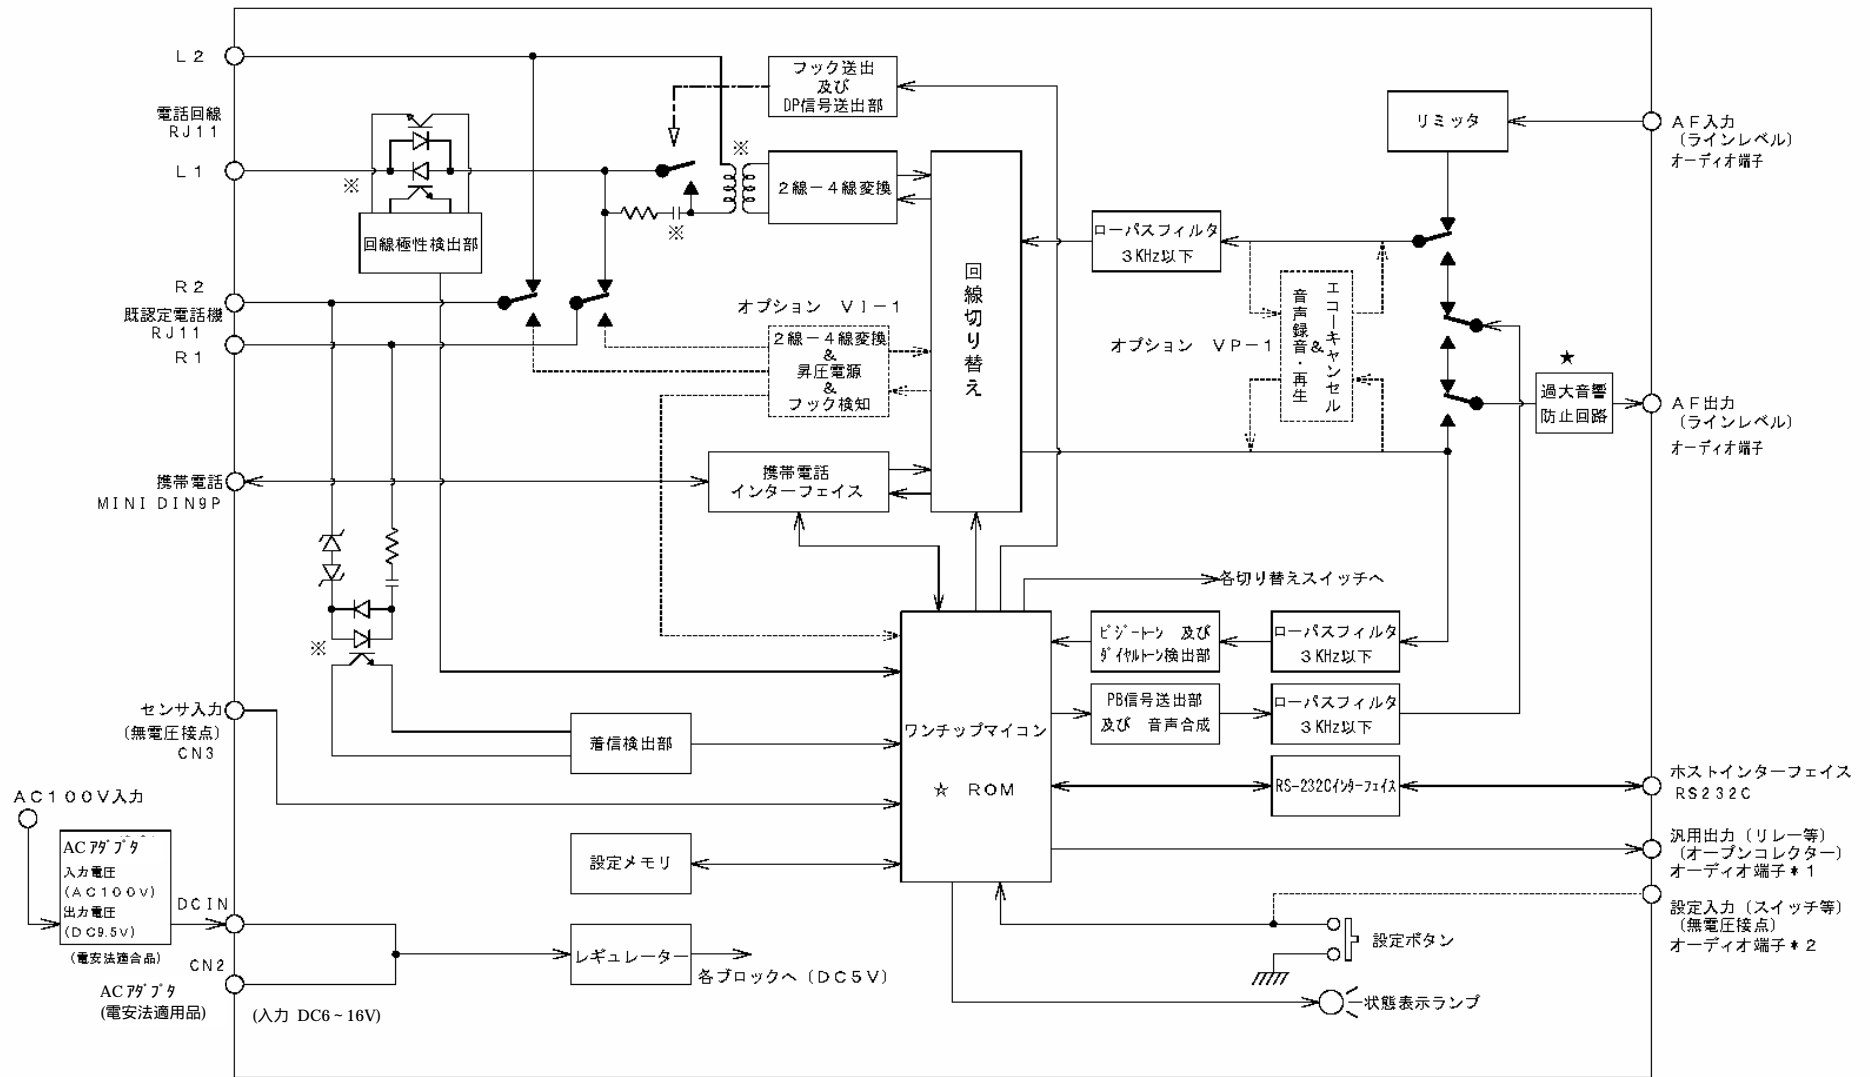 L2
電話回線
RJ11
L1
※
回線極性検出部
R2
既認定電話機
RJ11
R1
フック送出
及び
DP信号送出部
※
2線－4線変換
※
オプション VI－1
2線－4線変換
&
昇圧電源
&
フック検知
回線切り替え
ローパスフィルタ
3KHz以下
リミッタ
AF入力
(ラインレベル)
オーディオ端子
オプション VP－1
エコーキャンセル
&
音声録音・再生
★
過大音響
防止回路
AF出力
(ラインレベル)
オーディオ端子
携帯電話
MINI DIN9P
携帯電話
インターフェイス
※
各切り替えスイッチへ
ビジートン 及び
ダイヤルトーン検出部
ローパスフィルタ
3KHz以下
PB信号送出部
及び 音声合成
ローパスフィルタ
3KHz以下
センサ入力
(無電圧接点)
CN3
着信検出部
ワンチップマイコン
☆ ROM
RS-232Cインターフェイス
ホストインターフェイス
RS232C
AC100V入力
ACアダプタ
入力電圧
(AC100V)
出力電圧
(DC9.5V)
(電安法適合品)
DCIN
CN2
ACアダプタ
(電安法適用品)
(入力 DC6~16V)
設定メモリ
レギュレーター
各ブロックへ(DC5V)
汎用出力(リレー等)
(オープンコレクター)
オーディオ端子*1
設定入力(スイッチ等)
(無電圧接点)
オーディオ端子*2
設定ボタン
状態表示ランプ